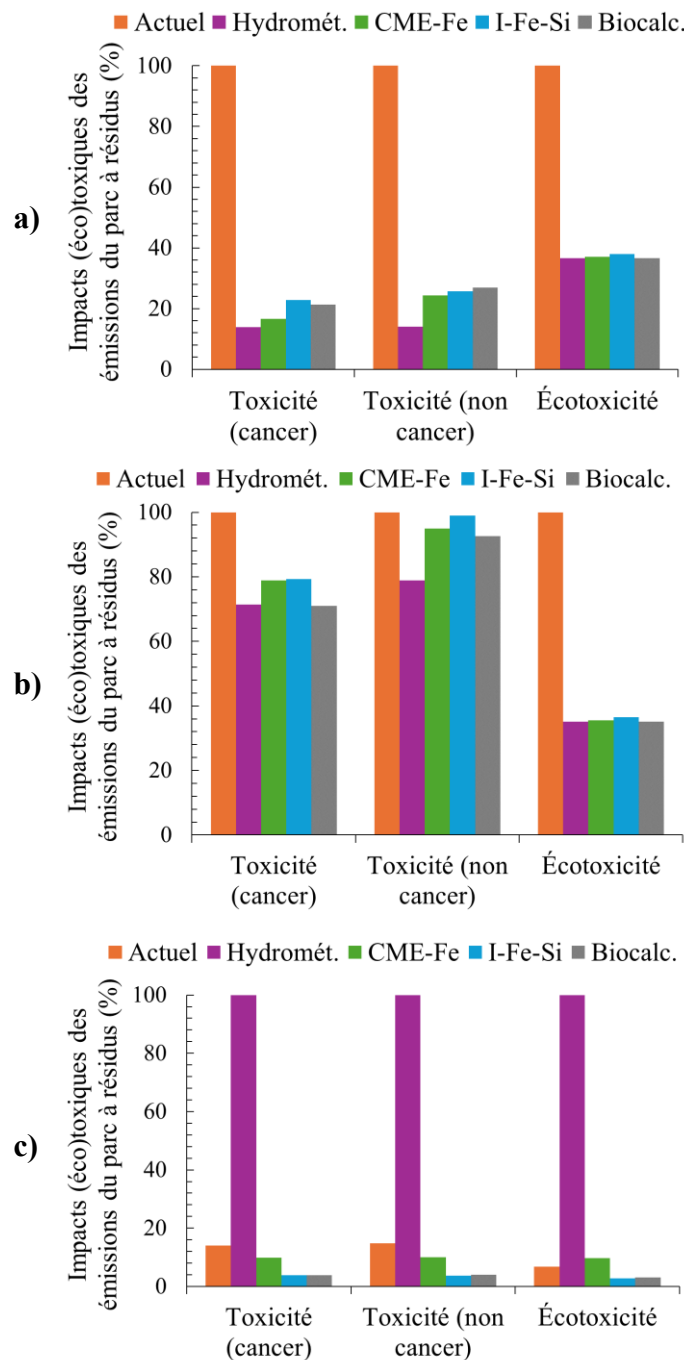 Actuel Hydromét. CME-Fe I-Fe-Si Biocalc.
a)
Impacts (éco)toxiques des
émissions du parc à résidus (%)
100
80
60
40
20
0
Toxicité
(cancer)
Toxicité (non
cancer)
Écotoxicité
Actuel Hydromét. CME-Fe I-Fe-Si Biocalc.
b)
Impacts (éco)toxiques des
émissions du parc à résidus (%)
100
80
60
40
20
0
Toxicité
(cancer)
Toxicité (non
cancer)
Écotoxicité
Actuel Hydromét. CME-Fe I-Fe-Si Biocalc.
c)
Impacts (éco)toxiques des
émissions du parc à résidus (%)
100
80
60
40
20
0
Toxicité
(cancer)
Toxicité (non
cancer)
Écotoxicité